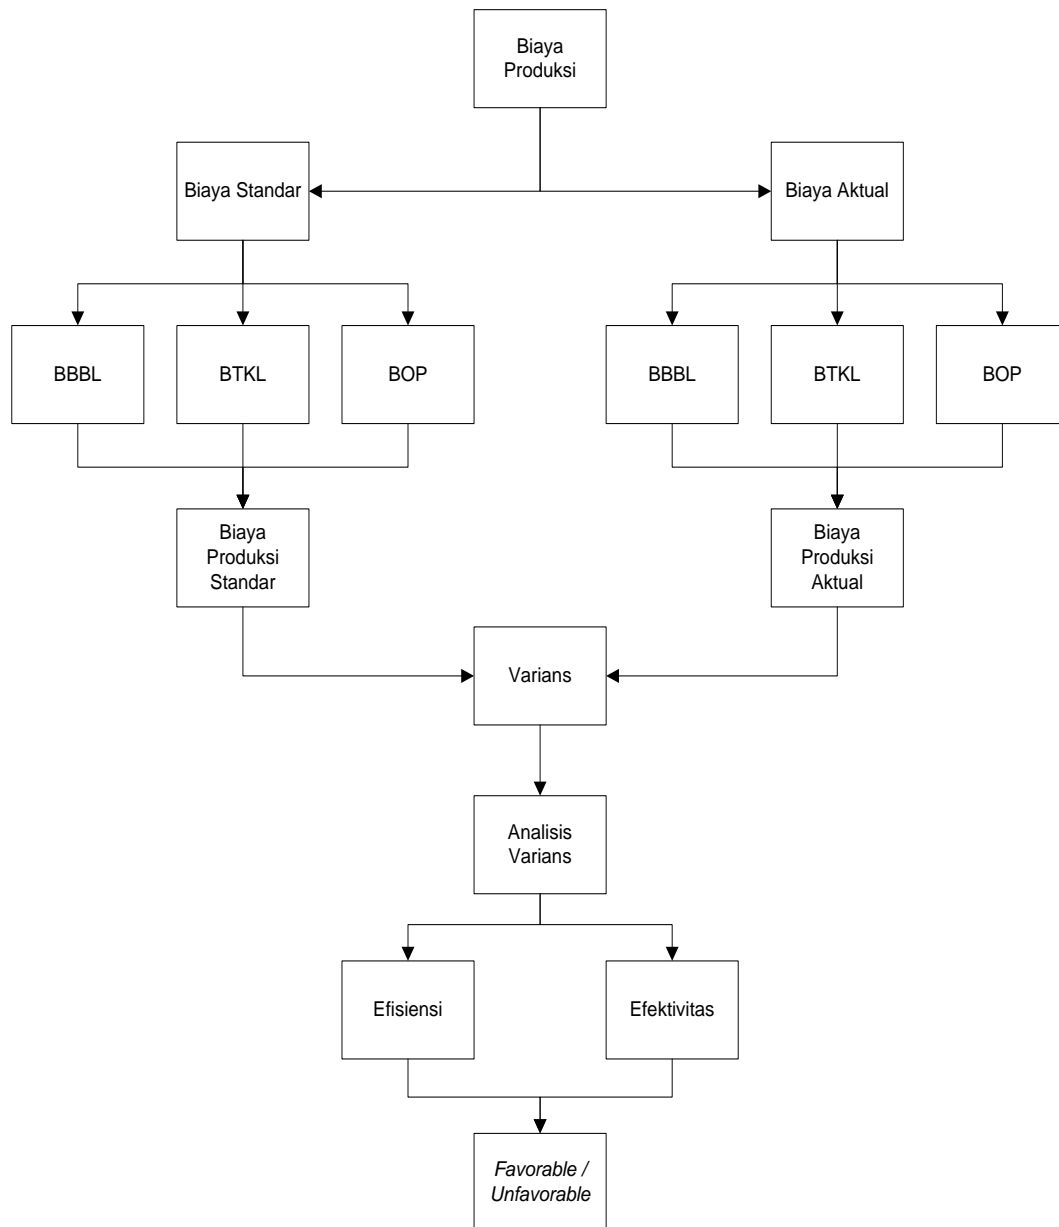 Biaya
Produksi
Biaya Standar
Biaya Aktual
BBBL
BTKL
BOP
BBBL
BTKL
BOP
Biaya
Produksi
Standar
Biaya
Produksi
Aktual
Varians
Analisis
Varians
Efisiensi
Efektivitas
Favorable /
Unfavorable